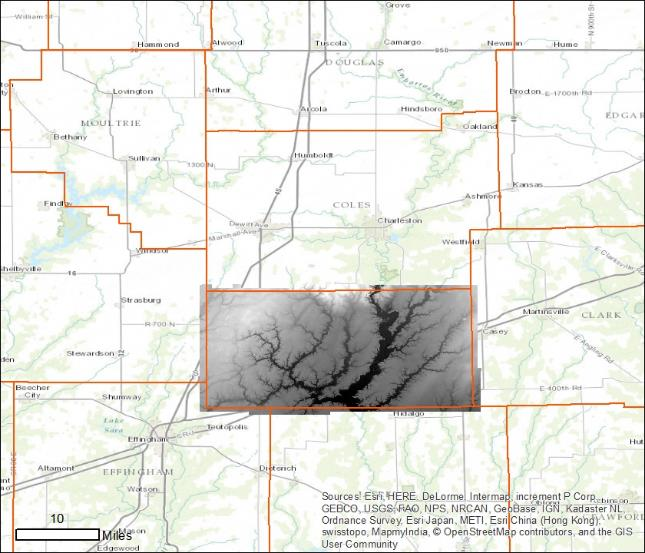 Grove
William St
Hammond
Atwood
Tuscola
Camargo
Newman
Hume
DOUGLAS
Lovington
Arthur
Brocton
E 1700th Rd
Arcola
Hindsboro
EDGAR
MOULTRIE
Oakland
Bethany
Sullivan
1300 N
Humboldt
Kansas
Ashmore
Findlay
COLES
Charleston
Dewitt Ave
Marshall Ave
Westfield
Windsor
Shelbyville
16
E Clarksville Rd
Strasburg
Martinsville
CLARK
R 700 N
Casey
E Angling Rd
Stewardson
32
den
Beecher
City
Shumway
E 400th Rd
Hidalgo
Lake
Sara
Teutopolis
Effingham
Hut
Altamont
Dieterich
EFFINGHAM
Watson
Sources: Esri, HERE, DeLorme, Intermap, increment P Corp.,
GEBCO, USGS, FAO, NPS, NRCAN, GeoBase, IGN, Kadaster NL,
Ordnance Survey, Esri Japan, METI, Esri China (Hong Kong),
swisstopo, MapmyIndia, © OpenStreetMap contributors, and the GIS
User Community
10
Miles
Mason
Edgewood